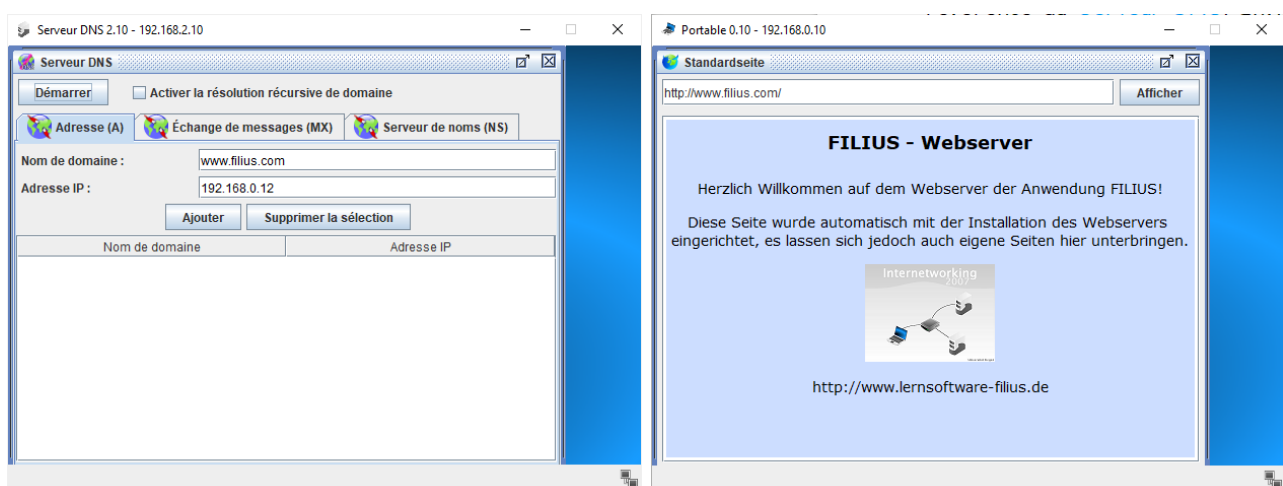 Serveur DNS 2.10 - 192.168.2.10
Serveur DNS
Démarrer
Activer la résolution récursive de domaine
Adresse (A)
Échange de messages (MX)
Serveur de noms (NS)
Nom de domaine :
www.filius.com
Adresse IP :
192.168.0.12
Ajouter
Supprimer la sélection
Nom de domaine
Adresse IP
Portable 0.10 - 192.168.0.10
Standardseite
http://www.filius.com/
Afficher
FILIUS - Webserver
Herzlich Willkommen auf dem Webserver der Anwendung FILIUS!
Diese Seite wurde automatisch mit der Installation des Webservers
eingerichtet, es lassen sich jedoch auch eigene Seiten hier unterbringen.
Internetworking
2007
http://www.lernsoftware-filius.de